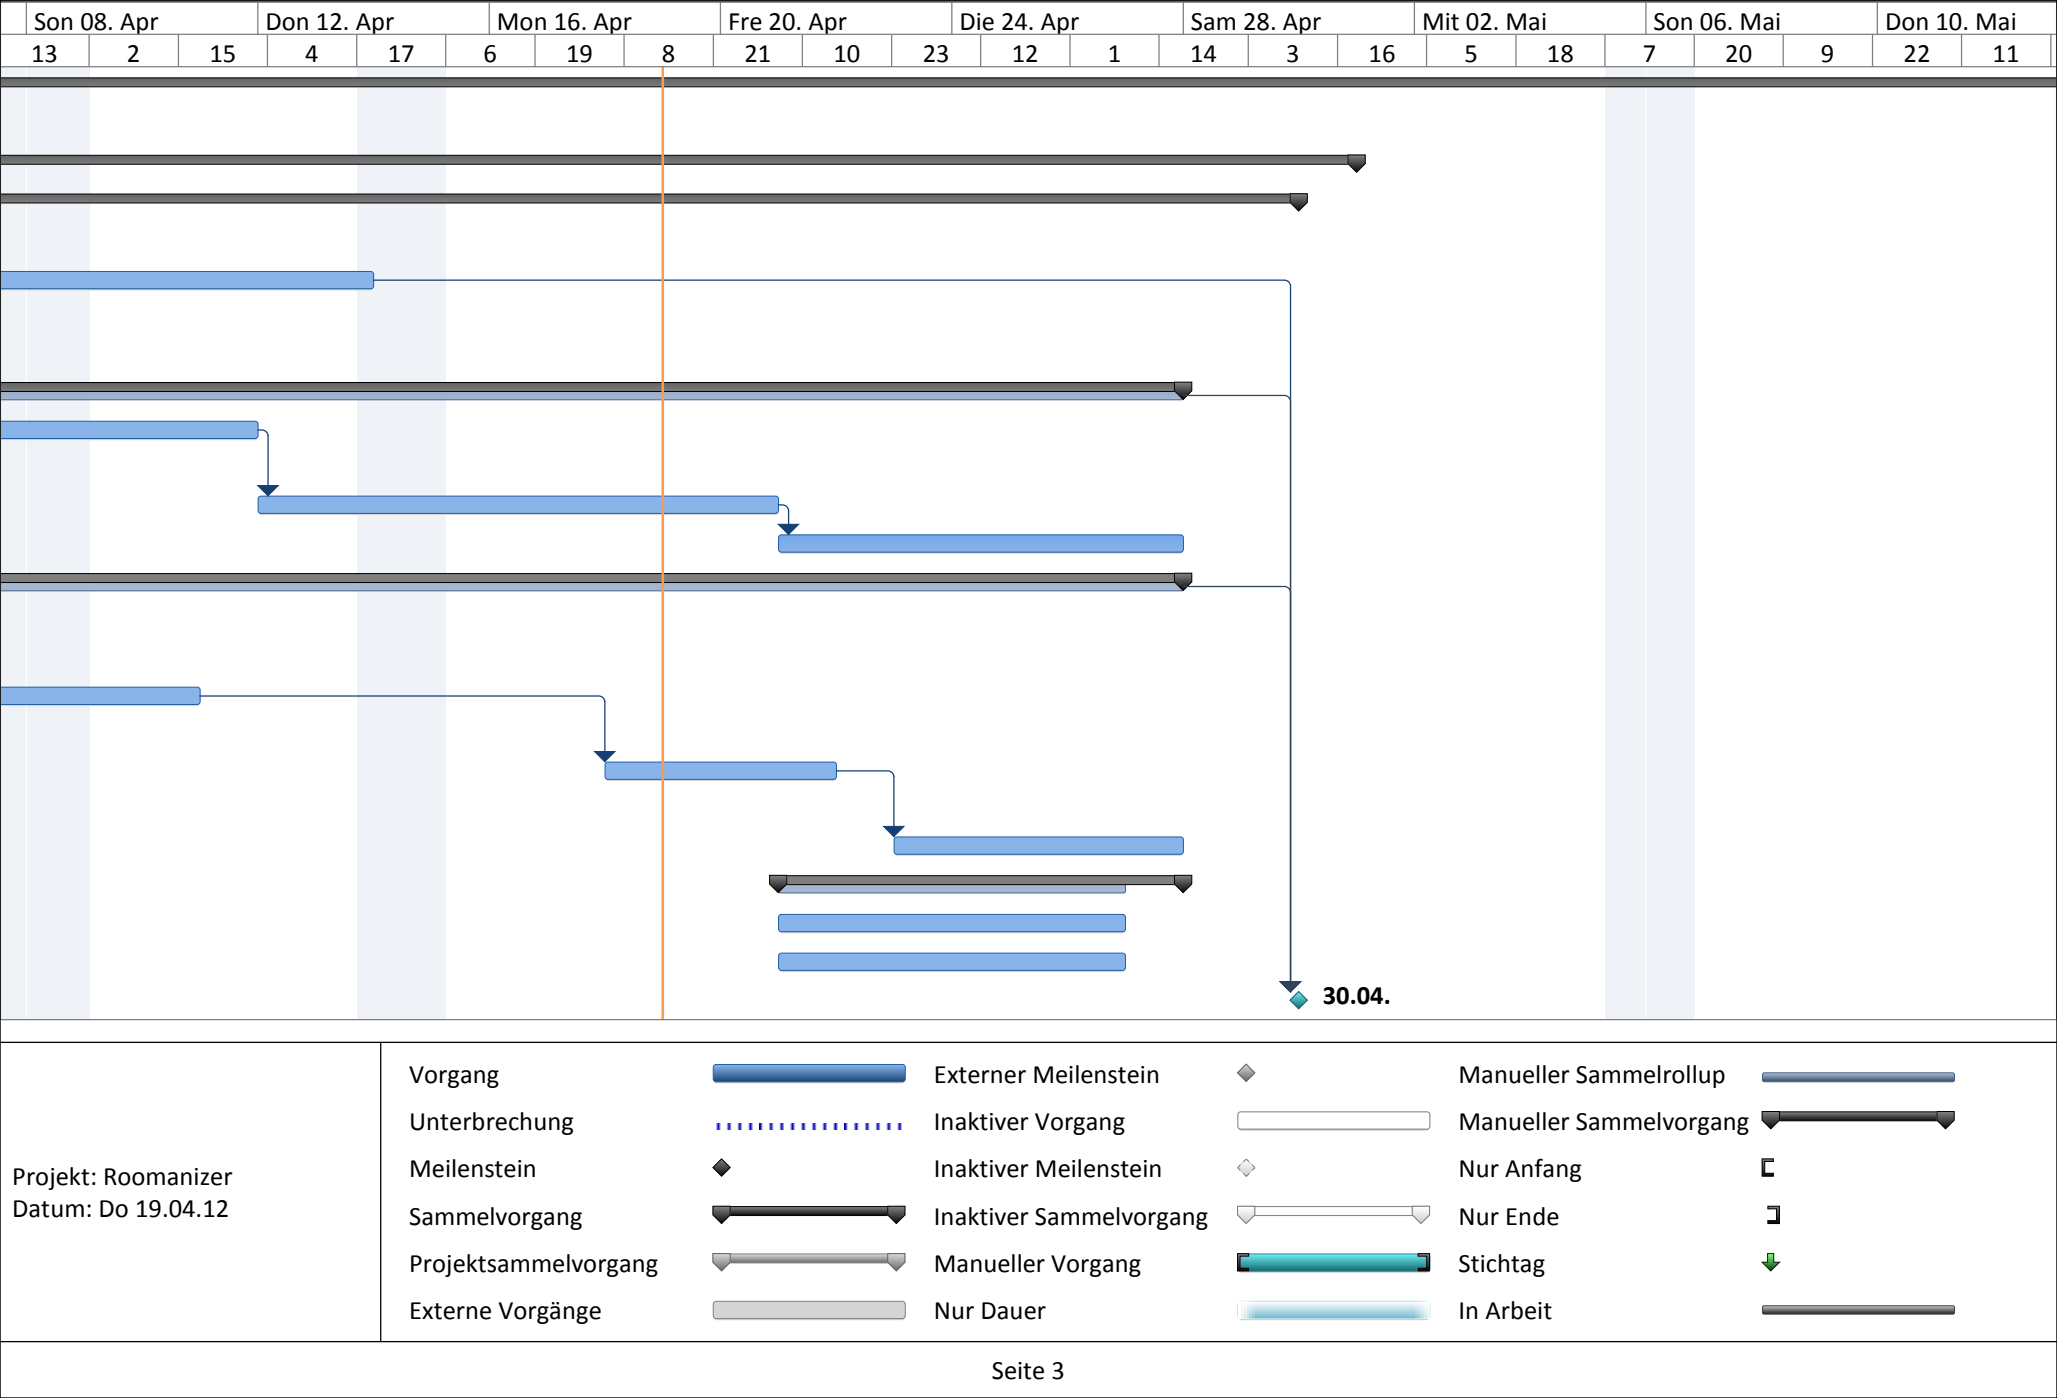 Son 08. Apr Don 12. Apr Mon 16. Apr Fre 20. Apr Die 24. Apr Sam 28. Apr Mit 02. Mai Son 06. Mai Don 10. Mai
13 2 15 4 17 6 19 8 21 10 23 12 1 14 3 16 5 18 7 20 9 22 11
30.04.
Projekt: Roomanizer
Datum: Do 19.04.12
Vorgang
Unterbrechung
Meilenstein
Sammelvorgang
Projektsammelvorgang
Externe Vorgänge
Externer Meilenstein
Inaktiver Vorgang
Inaktiver Meilenstein
Inaktiver Sammelvorgang
Manueller Vorgang
Nur Dauer
Manueller Sammelrollup
Manueller Sammelvorgang
Nur Anfang
Nur Ende
Stichtag
In Arbeit
Seite 3